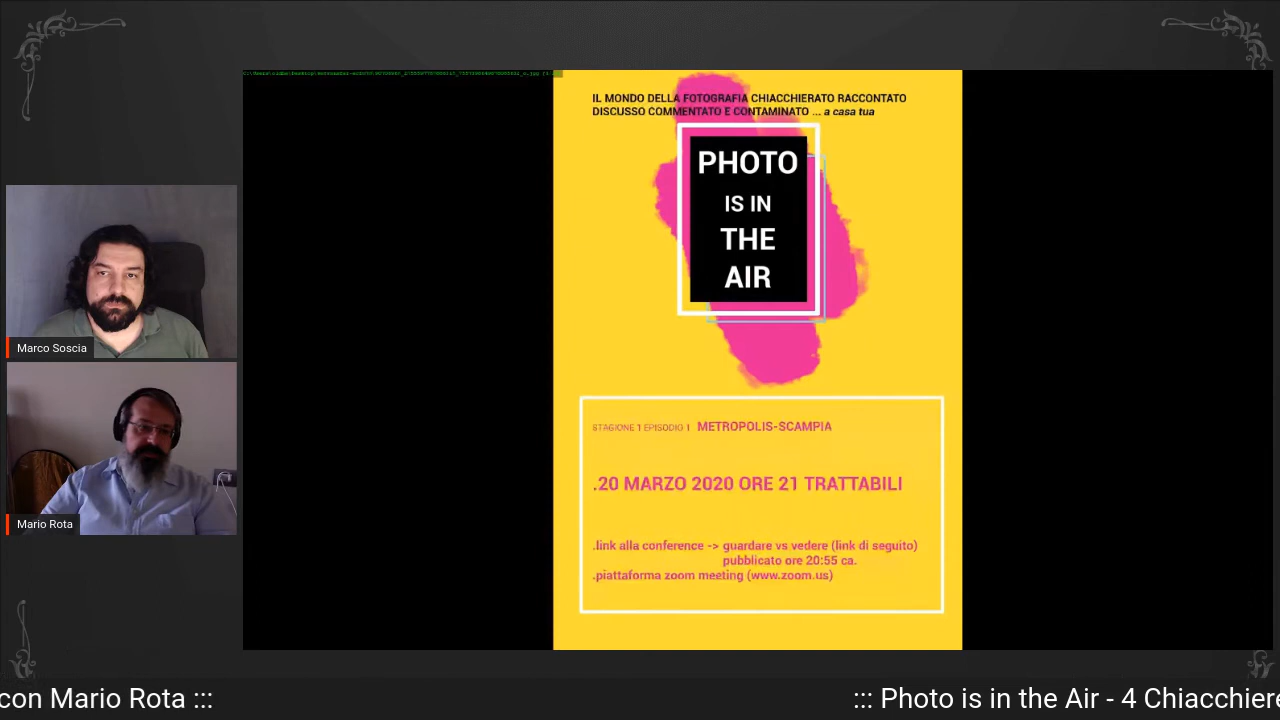 IL MONDO DELLA FOTOGRAFIA CHIACCHIERATO RACCONTATO
DISCUSSO COMMENTATO E CONTAMINATO ... a casa tua
PHOTO
IS IN
THE
AIR
STAGIONE 1 EPISODIO 1 METROPOLIS-SCAMPIA
.20 MARZO 2020 ORE 21 TRATTABILI
.link alla conference -> guardare vs vedere (link di seguito)
pubblicato ore 20:55 ca.
.piattaforma zoom meeting (www.zoom.us)
Marco Soscia
Mario Rota
con Mario Rota ::: ::: Photo is in the Air - 4 Chiacchiere